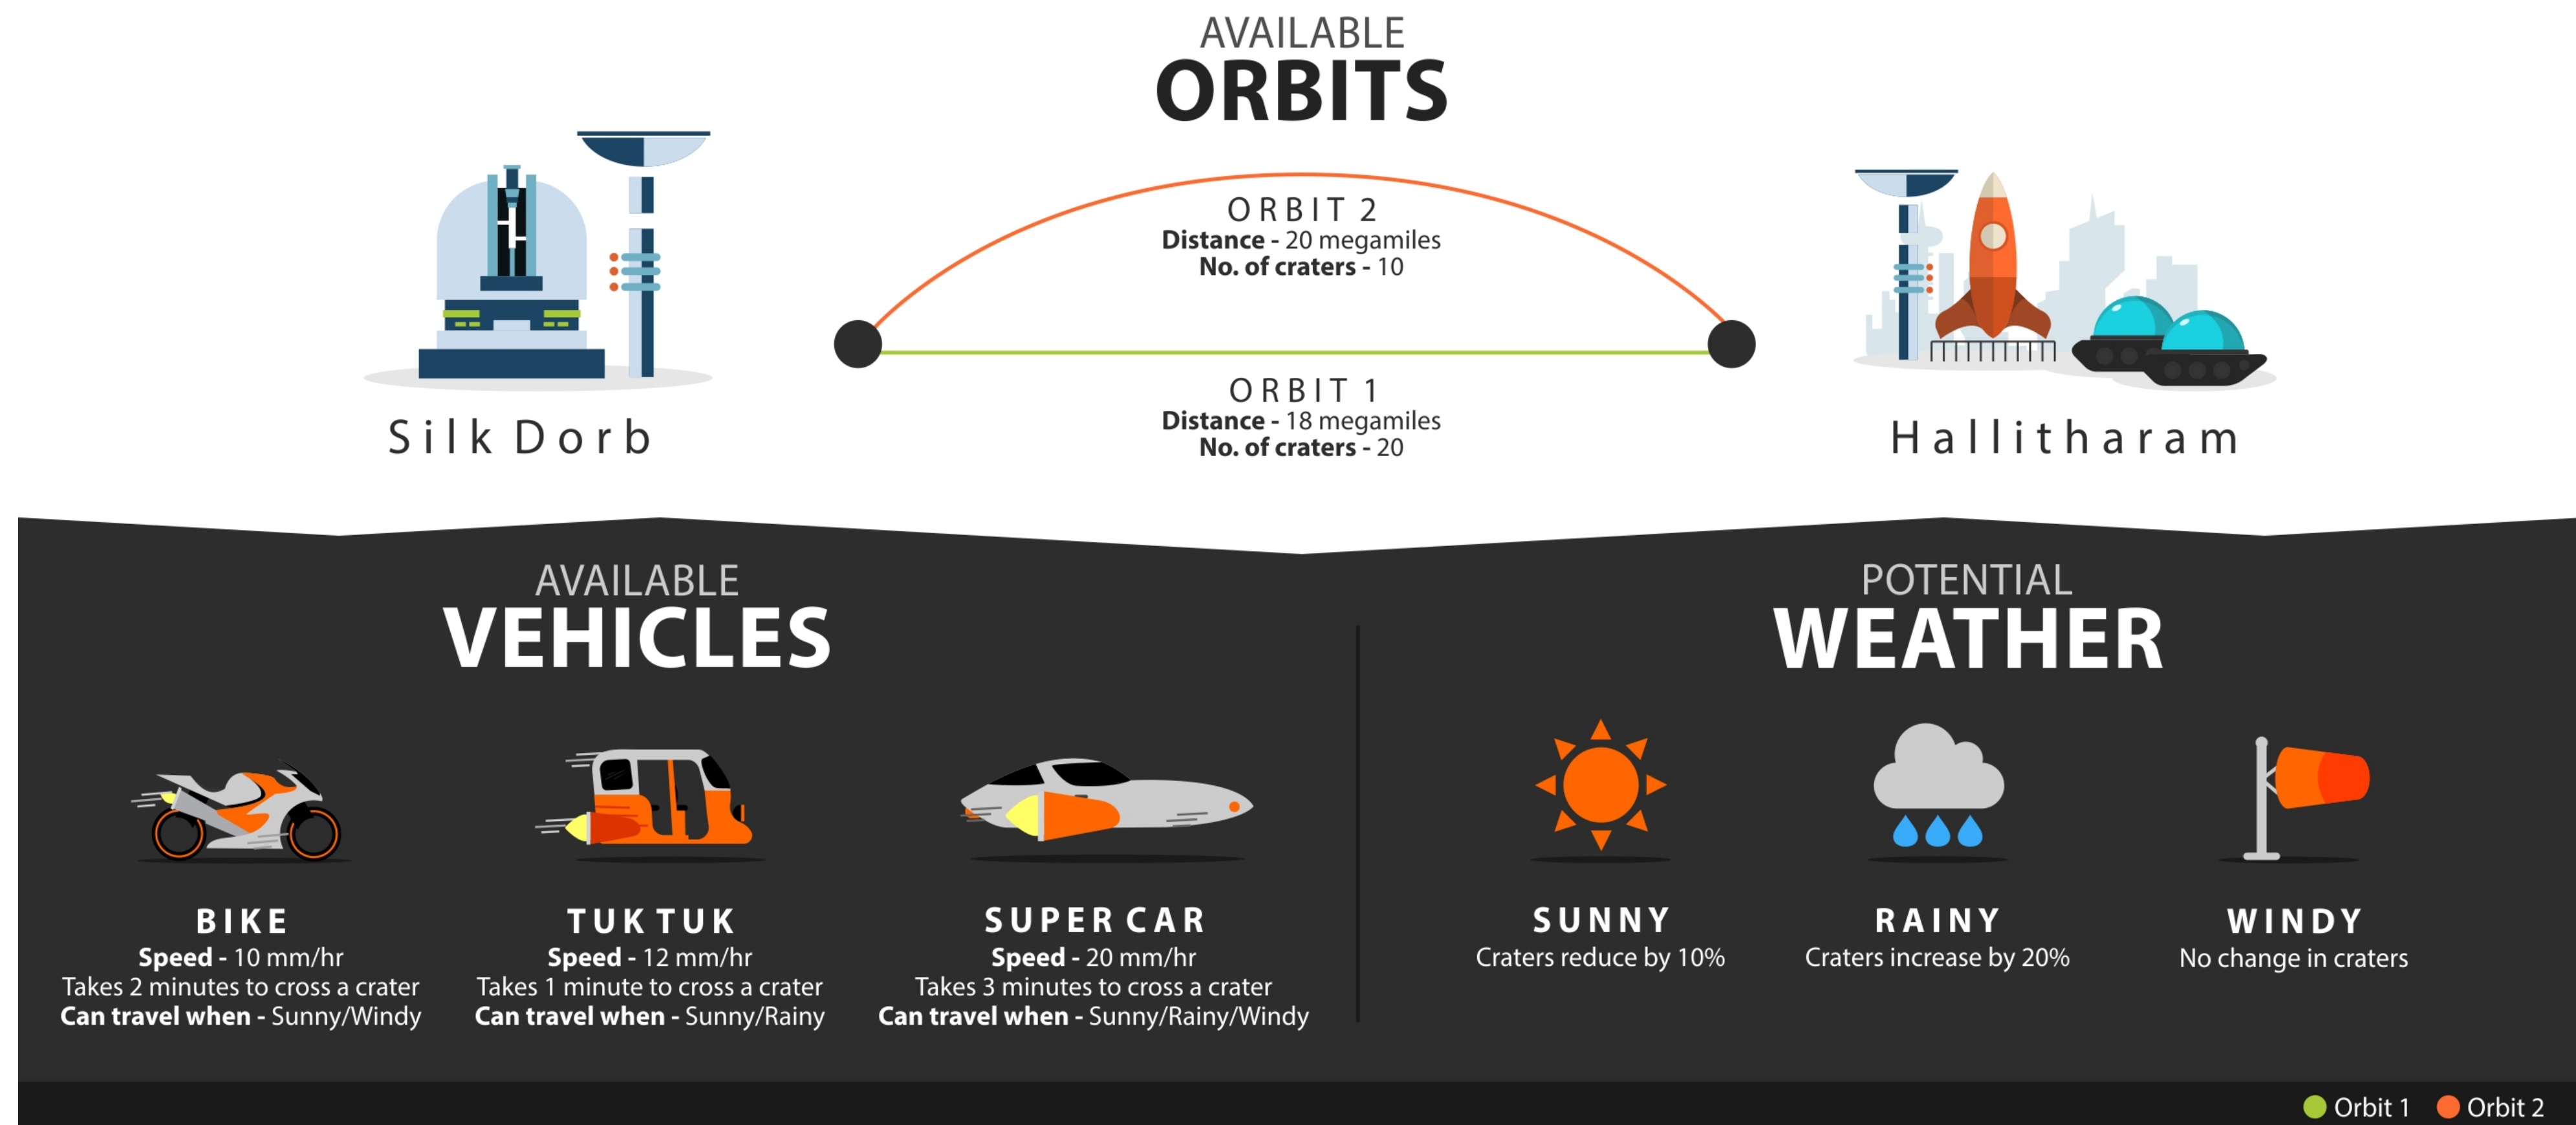 AVAILABLE
ORBITS
ORBIT 2
Distance - 20 megamiles
No. of craters - 10
ORBIT 1
Distance - 18 megamiles
No. of craters - 20
Silk Dorb
Hallitharam
AVAILABLE
VEHICLES
BIKE
Speed - 10 mm/hr
Takes 2 minutes to cross a crater
Can travel when - Sunny/Windy
TUK TUK
Speed - 12 mm/hr
Takes 1 minute to cross a crater
Can travel when - Sunny/Rainy
SUPER CAR
Speed - 20 mm/hr
Takes 3 minutes to cross a crater
Can travel when - Sunny/Rainy/Windy
POTENTIAL
WEATHER
SUNNY
Craters reduce by 10%
RAINY
Craters increase by 20%
WINDY
No change in craters
Orbit 1
Orbit 2